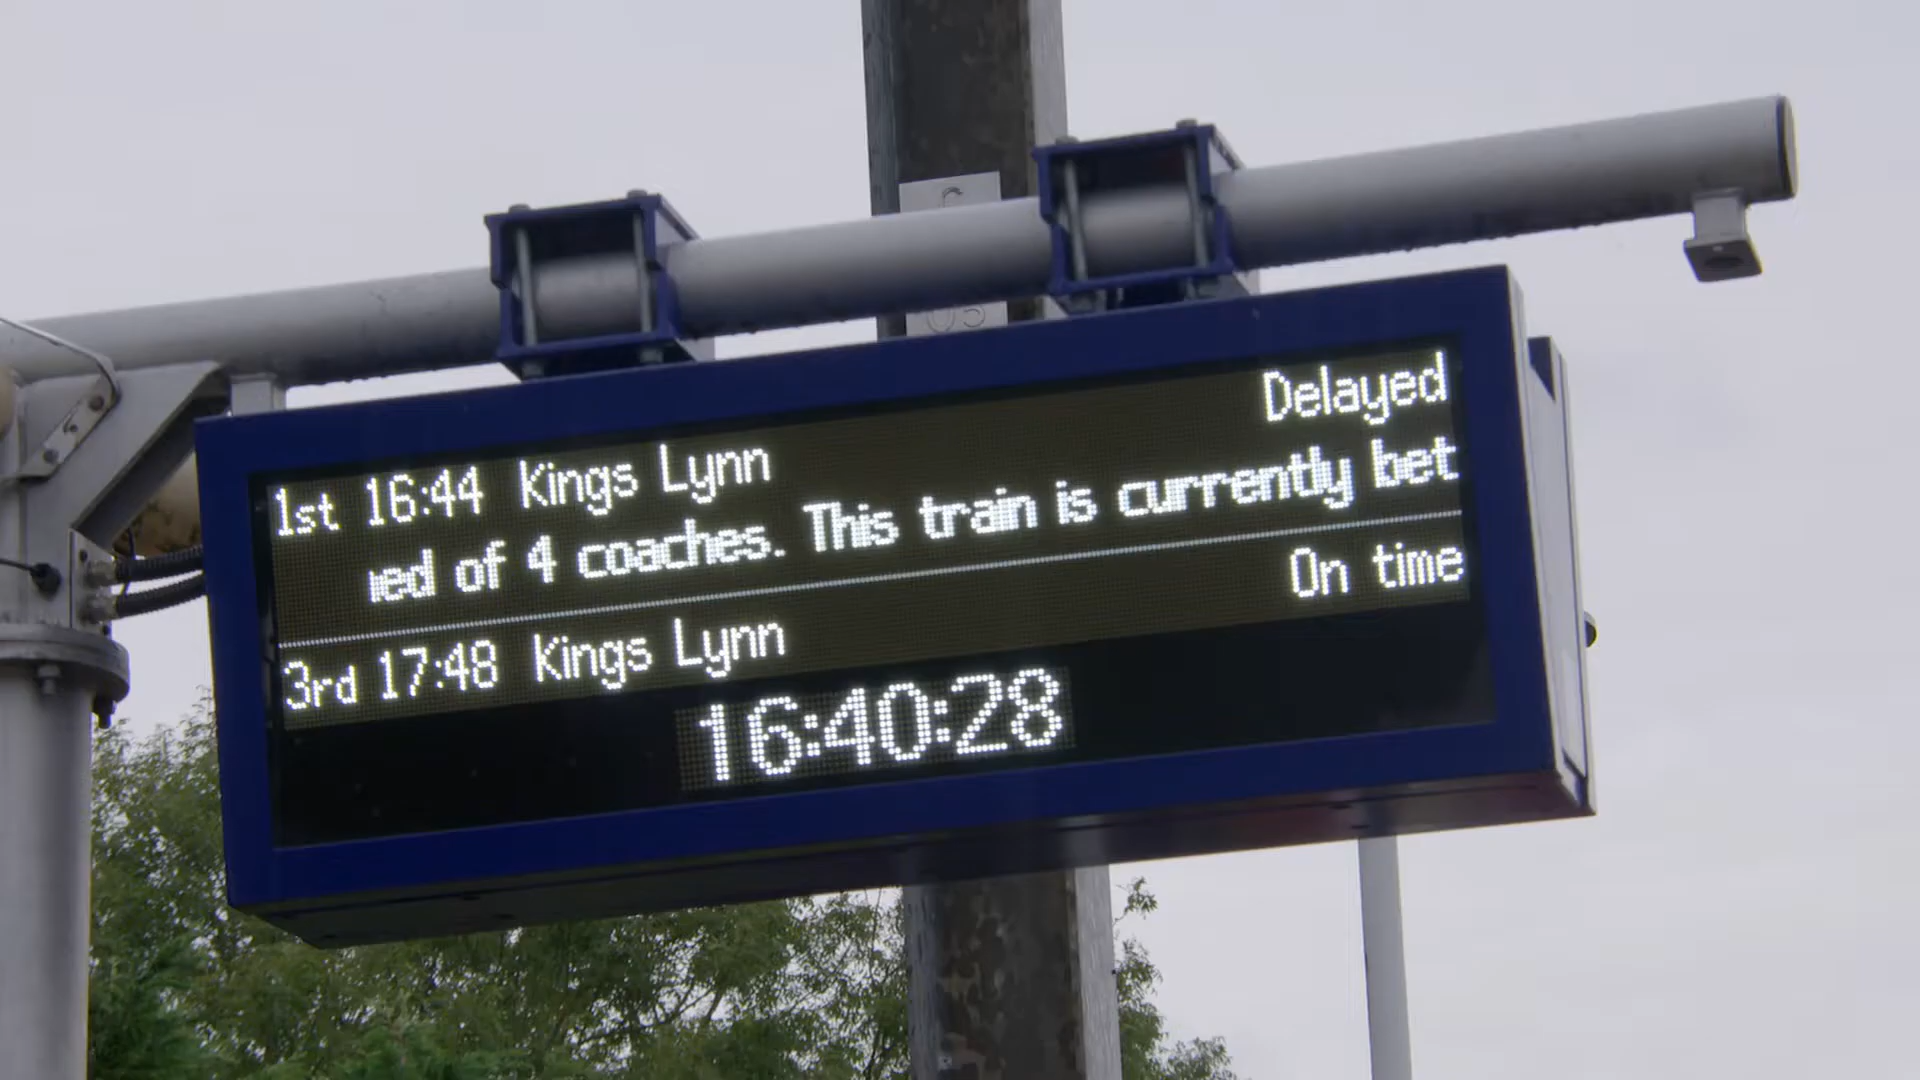 1st 16:44 Kings Lynn Delayed
of 4 coaches. This train is currently bet
3rd 17:48 Kings Lynn On time
16:40:28